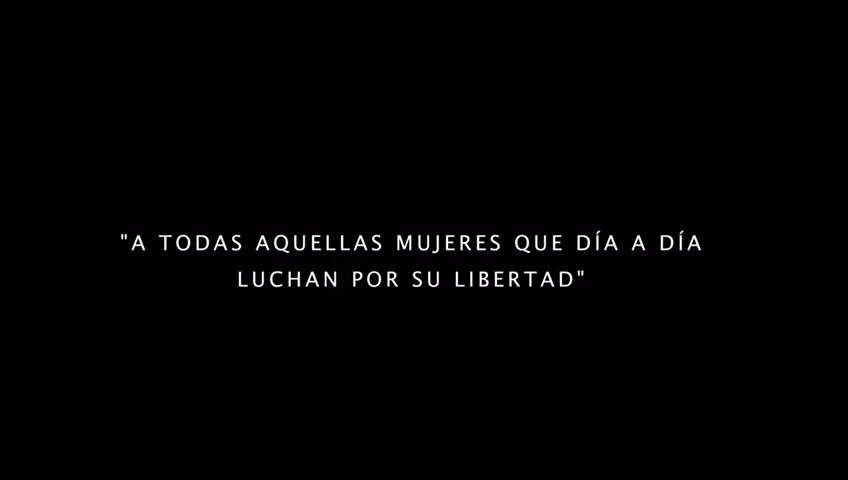 "A TODAS AQUELLAS MUJERES QUE DÍA A DÍA
LUCHAN POR SU LIBERTAD"